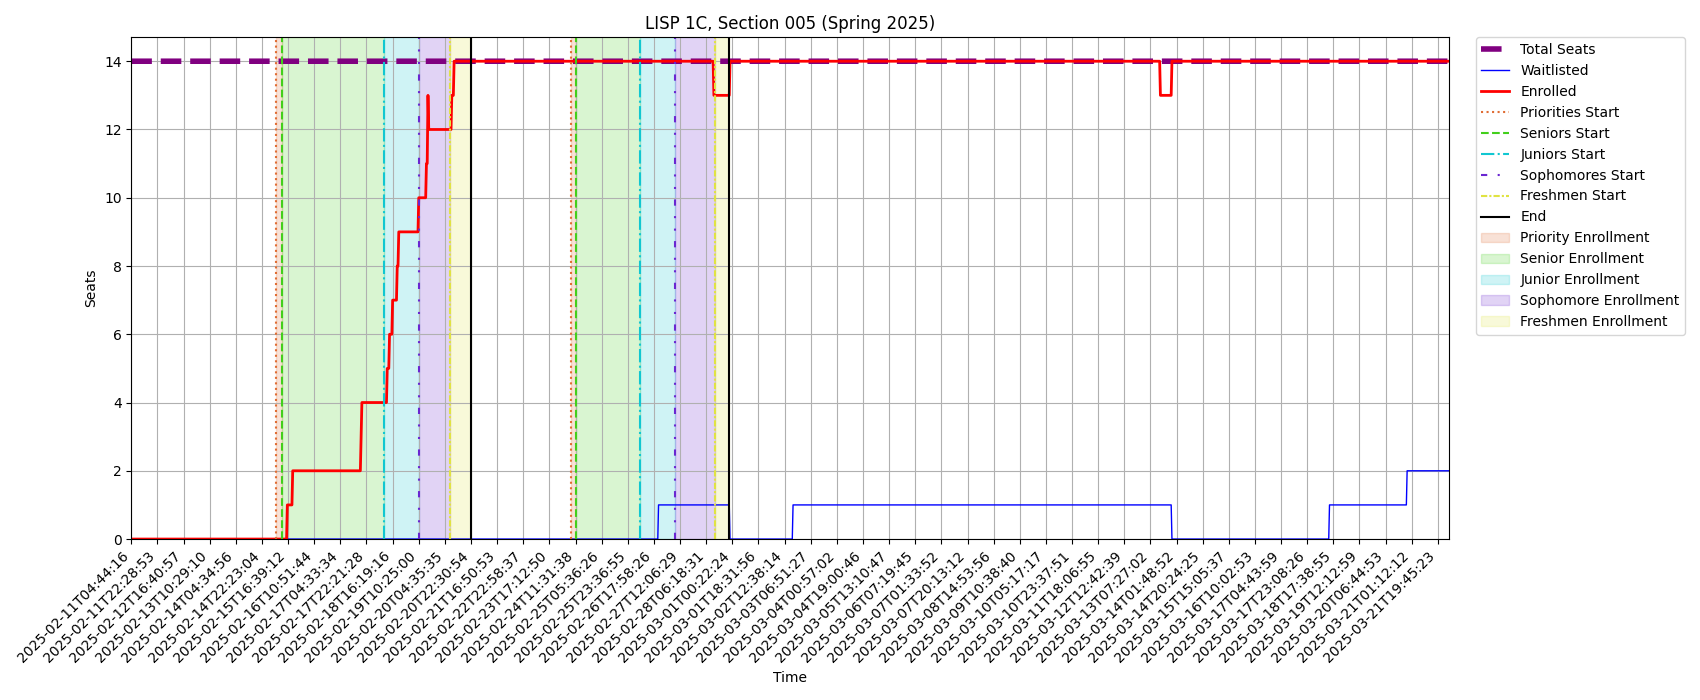 LISP 1C, Section 005 (Spring 2025)
Seats
14
12
10
8
6
4
2
0
2025-02-11T04:44:16
2025-02-11T22:28:53
2025-02-12T16:40:57
2025-02-13T10:29:10
2025-02-14T04:34:56
2025-02-14T22:23:04
2025-02-15T16:39:12
2025-02-16T10:51:44
2025-02-17T04:33:34
2025-02-17T22:21:28
2025-02-18T16:19:16
2025-02-19T10:25:00
2025-02-20T04:35:35
2025-02-20T22:30:54
2025-02-21T16:50:53
2025-02-22T22:58:37
2025-02-23T17:12:50
2025-02-24T11:31:38
2025-02-25T05:36:26
2025-02-25T23:36:55
2025-02-26T17:58:26
2025-02-27T12:06:29
2025-02-28T06:18:31
2025-03-01T00:22:24
2025-03-01T18:31:56
2025-03-02T12:38:14
2025-03-03T06:51:27
2025-03-04T00:57:02
2025-03-04T19:00:46
2025-03-05T13:10:47
2025-03-06T07:19:45
2025-03-07T01:33:52
2025-03-07T20:13:12
2025-03-08T14:53:56
2025-03-09T10:38:40
2025-03-10T05:17:17
2025-03-10T23:37:51
2025-03-11T18:06:55
2025-03-12T12:42:39
2025-03-13T07:27:02
2025-03-14T01:48:52
2025-03-14T20:24:25
2025-03-15T15:05:37
2025-03-16T10:02:53
2025-03-17T04:43:59
2025-03-17T23:08:26
2025-03-18T17:38:55
2025-03-19T12:12:59
2025-03-20T06:44:53
2025-03-21T01:12:12
2025-03-21T19:45:23
Time
Total Seats
Waitlisted
Enrolled
Priorities Start
Seniors Start
Juniors Start
Sophomores Start
Freshmen Start
End
Priority Enrollment
Senior Enrollment
Junior Enrollment
Sophomore Enrollment
Freshmen Enrollment